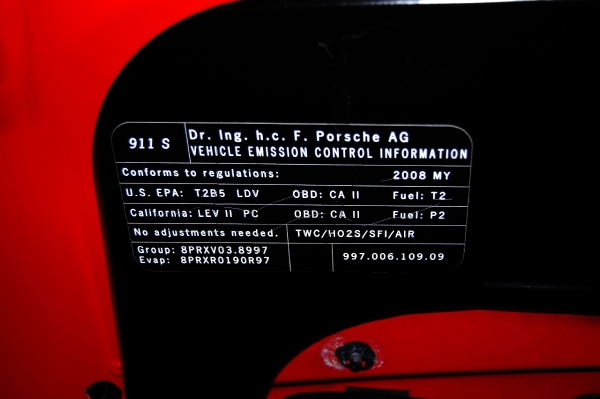 911 S
Dr. Ing. h.c. F. Porsche AG
VEHICLE EMISSION CONTROL INFORMATION
Conforms to regulations: 2008 MY
U.S. EPA: T2B5 LDV OBD: CA II Fuel: T2
California: LEV II PC OBD: CA II Fuel: P2
No adjustments needed. TWC/HO2S/SFI/AIR
Group: 8PRXV03.8997
Evap: 8PRXR0190R97
997.006.109.09